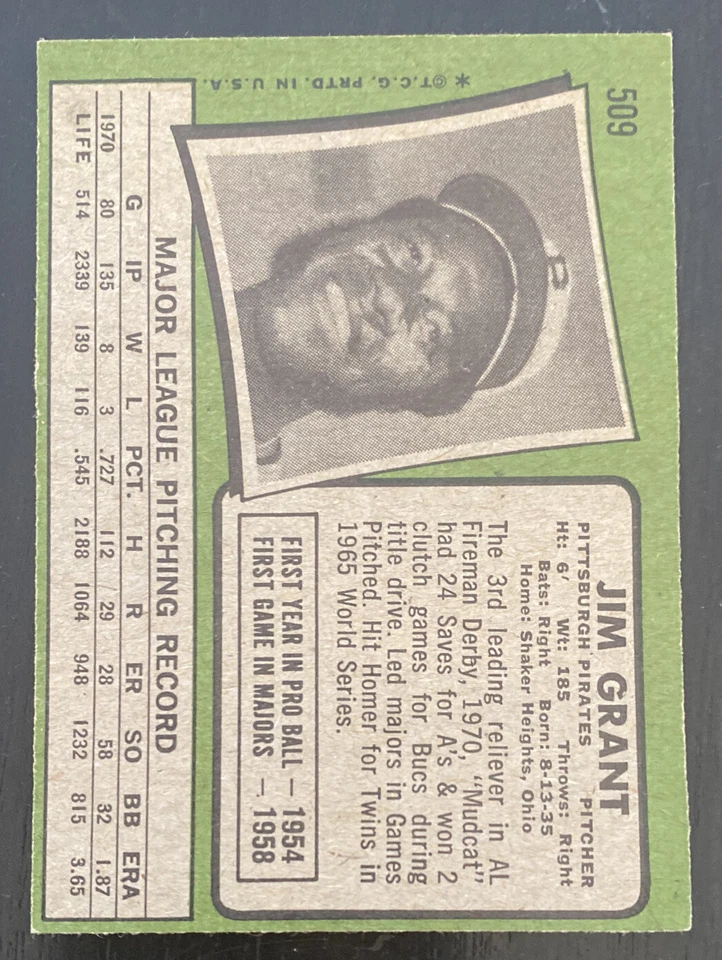 509
JIM GRANT
PITTSBURGH PIRATES PITCHER
Ht: 6' Wt: 185 Throws: Right
Bats: Right Born: 8-13-35
Home: Shaker Heights, Ohio
The 3rd leading reliever in AL
Fireman Derby, 1970, "Mudcat"
had 24 Saves for A's & won 2
clutch games for Bucs during
title drive. Led majors in Games
Pitched. Hit Homer for Twins in
1965 World Series.
FIRST YEAR IN PRO BALL — 1954
FIRST GAME IN MAJORS — 1958
P
MAJOR LEAGUE PITCHING RECORD
G IP W L PCT. H R ER SO BB ERA
1970 80 135 8 3 .727 112 29 28 58 32 1.87
LIFE 514 2339 139 116 .545 2188 1064 948 1232 815 3.65
* ©T.C.G. PRTD. IN U.S.A.